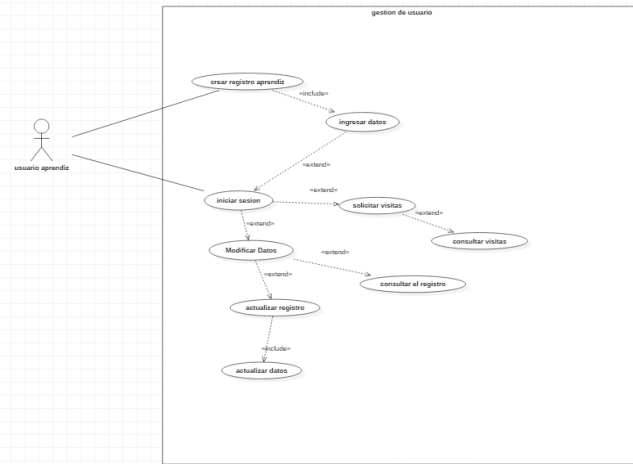 gestion de usuario
crear registro aprendiz
«include»
ingresar datos
usuario aprendiz
«extend»
iniciar sesion
«extend»
solicitar visitas
«extend»
consultar visitas
«extend»
Modificar Datos
«extend»
consultar el registro
«extend»
actualizar registro
«include»
actualizar datos